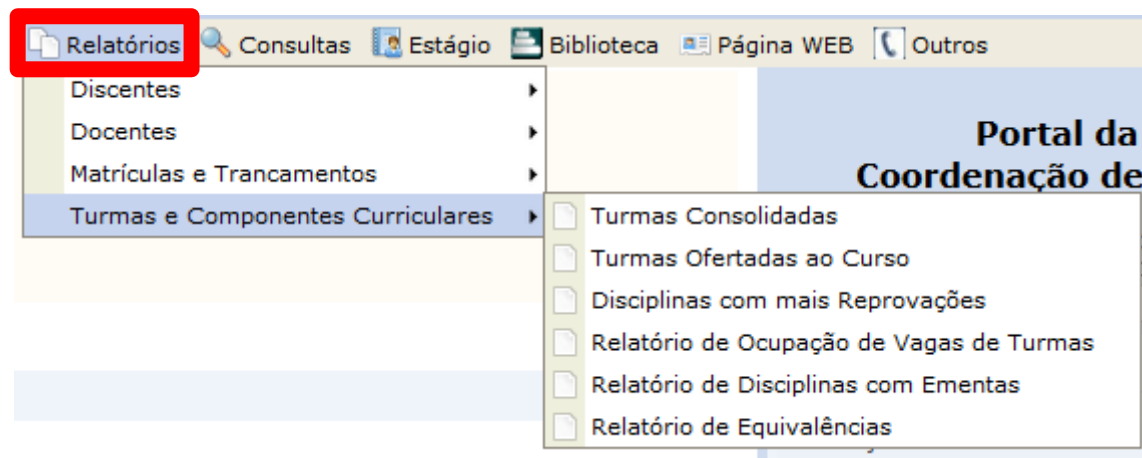 Relatórios Consultas Estágio Biblioteca Página WEB Outros
Discentes
Docentes
Matrículas e Trancamentos
Turmas e Componentes Curriculares
Portal da
Coordenação de
Turmas Consolidadas
Turmas Ofertadas ao Curso
Disciplinas com mais Reprovações
Relatório de Ocupação de Vagas de Turmas
Relatório de Disciplinas com Ementas
Relatório de Equivalências